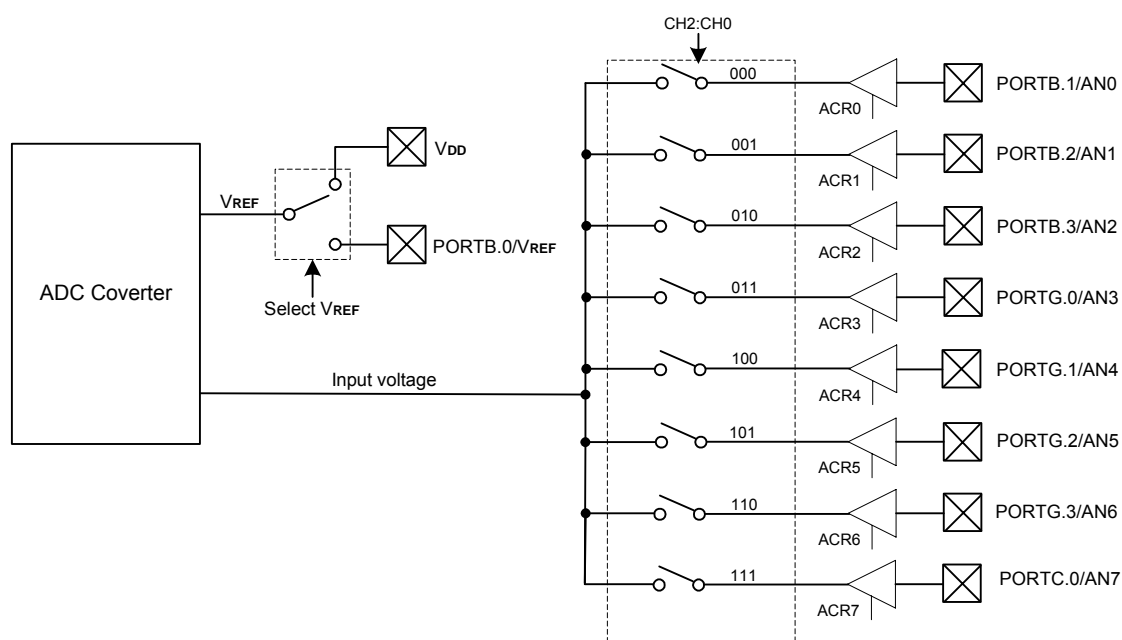 CH2:CH0
000
ACR0
PORTB.1/AN0
001
ACR1
PORTB.2/AN1
010
ACR2
PORTB.3/AN2
011
ACR3
PORTG.0/AN3
100
ACR4
PORTG.1/AN4
101
ACR5
PORTG.2/AN5
110
ACR6
PORTG.3/AN6
111
ACR7
PORTC.0/AN7
VDD
VREF
PORTB.0/VREF
Select VREF
ADC Coverter
Input voltage